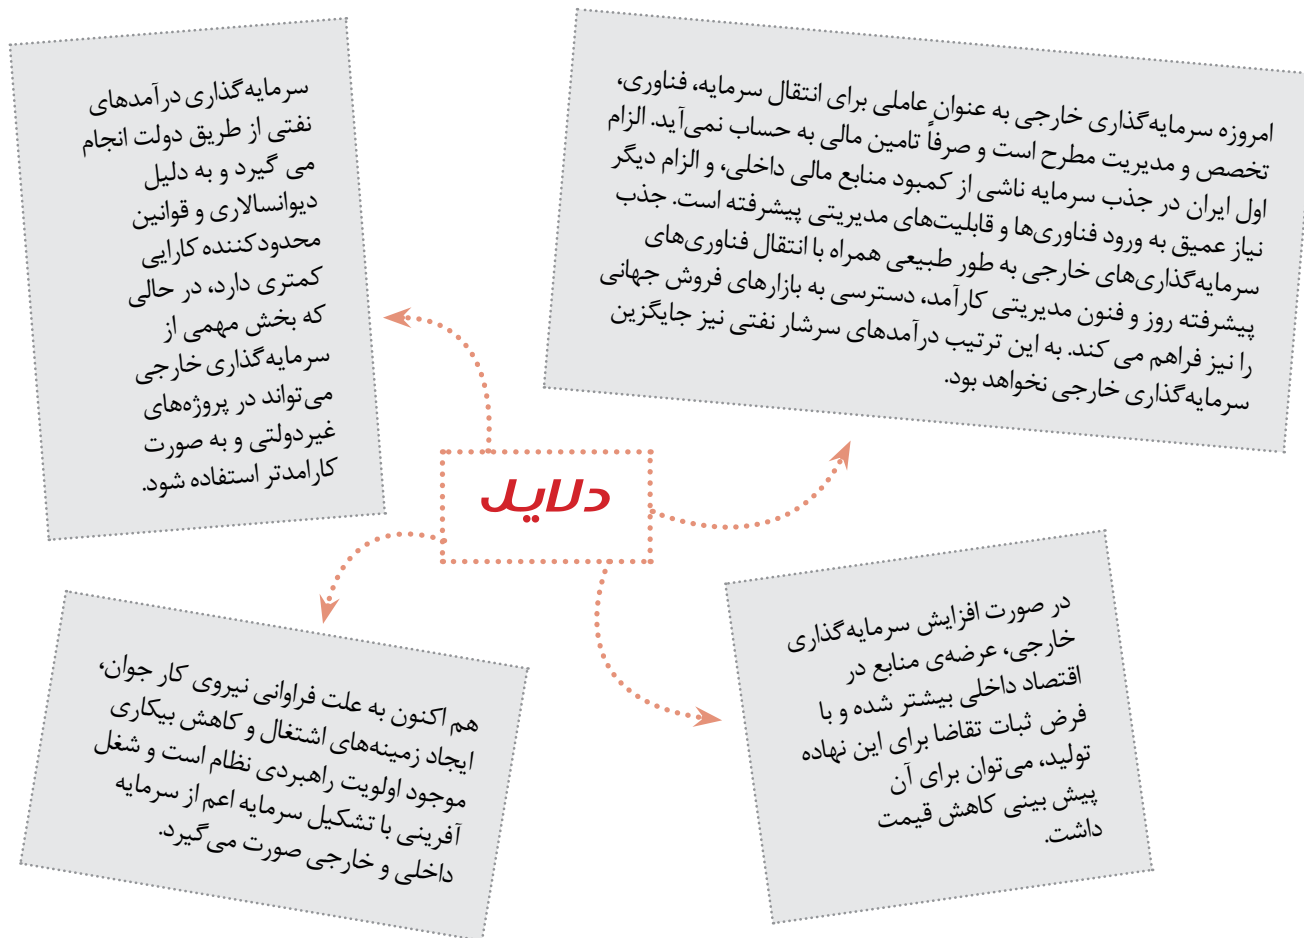 دلایل
امروزه سرمایه‌گذاری خارجی به عنوان عاملی برای انتقال سرمایه، فناوری،
تخصص و مدیریت مطرح است و صرفاً تامین مالی به حساب نمی‌آید. الزام
اول ایران در جذب سرمایه ناشی از کمبود منابع مالی داخلی، و الزام دیگر
نیاز عمیق به ورود فناوری‌ها و قابلیت‌های مدیریتی پیشرفته است. جذب
سرمایه‌گذاری‌های خارجی به طور طبیعی همراه با انتقال فناوری‌های
پیشرفته روز و فنون مدیریتی کارآمد، دسترسی به بازارهای فروش جهانی
را نیز فراهم می کند. به این ترتیب درآمدهای سرشار نفتی نیز جایگزین
سرمایه‌گذاری خارجی نخواهد بود.
سرمایه‌گذاری درآمدهای
نفتی از طریق دولت انجام
می گیرد و به دلیل
دیوانسالاری و قوانین
محدودکننده کارایی
کمتری دارد، در حالی
که بخش مهمی از
سرمایه‌گذاری خارجی
می‌تواند در پروژه‌های
غیردولتی و به صورت
کارامدتر استفاده شود.
در صورت افزایش سرمایه‌گذاری
خارجی، عرضه‌ی منابع در
اقتصاد داخلی بیشتر شده و با
فرض ثبات تقاضا برای این نهاده
تولید، می‌توان برای آن
پیش بینی کاهش قیمت
داشت.
هم اکنون به علت فراوانی نیروی کار جوان،
ایجاد زمینه‌های اشتغال و کاهش بیکاری
موجود اولویت راهبردی نظام است و شغل
آفرینی با تشکیل سرمایه اعم از سرمایه
داخلی و خارجی صورت می‌گیرد.